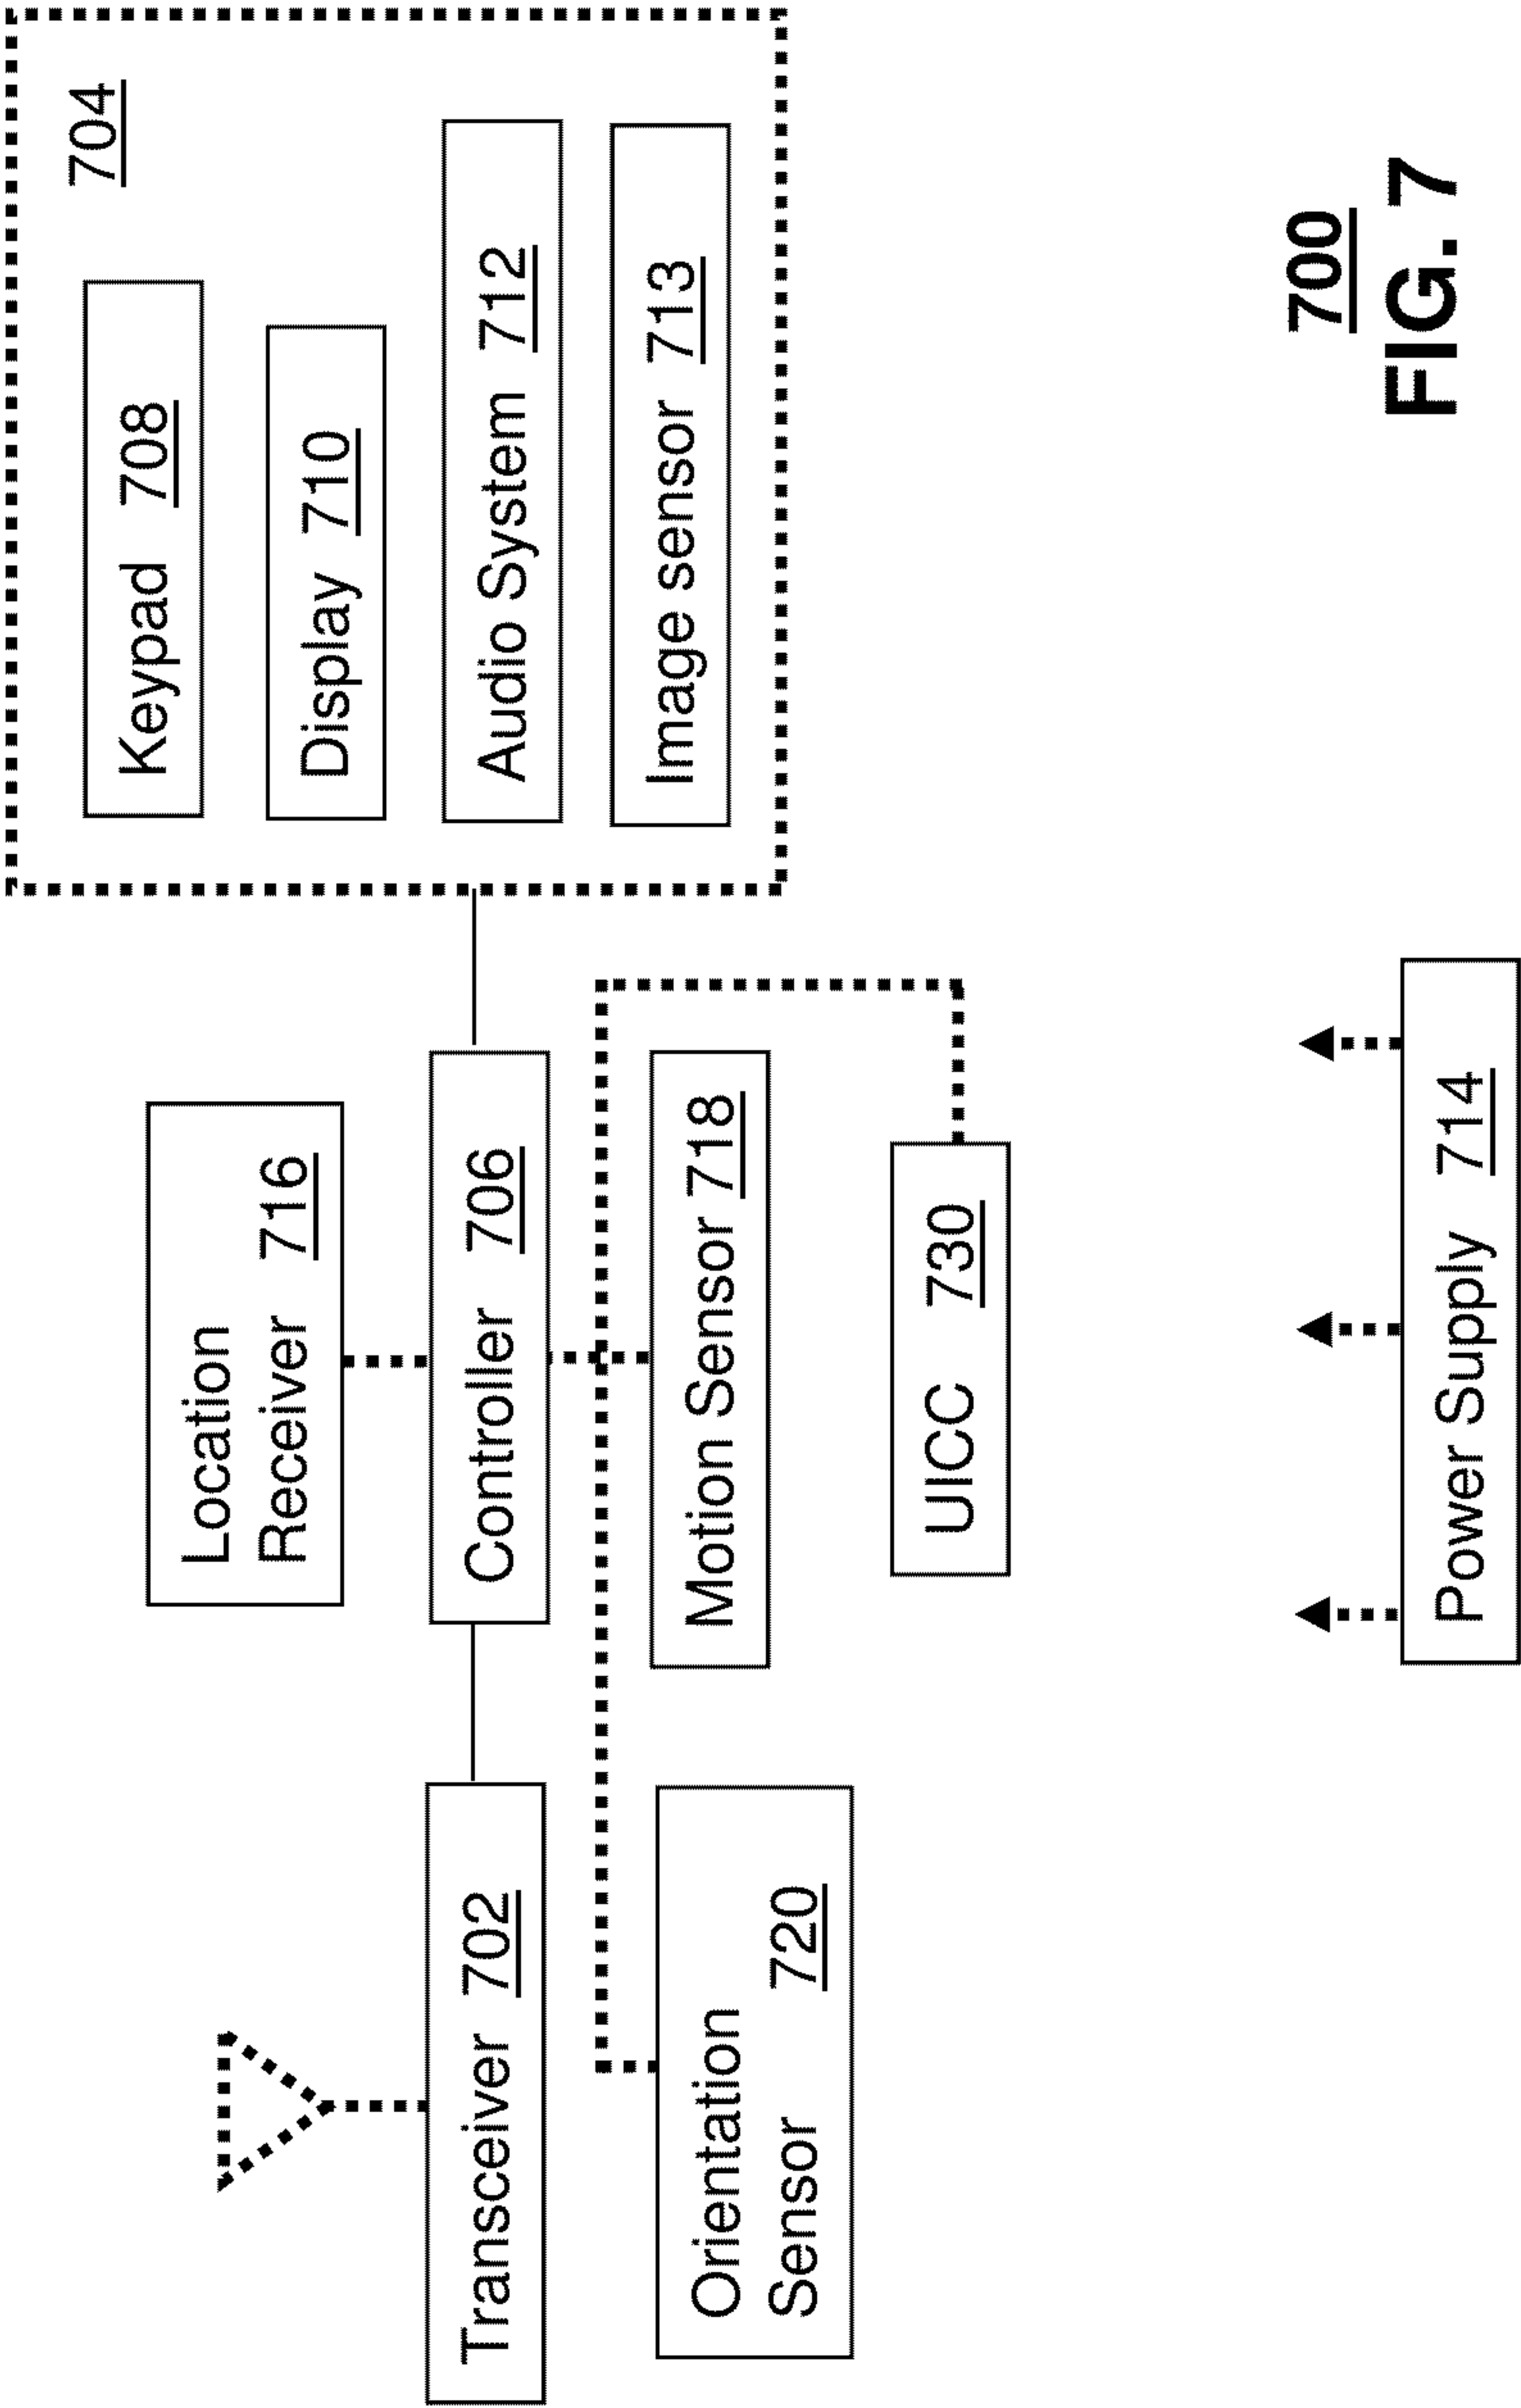 704
Keypad 708
Display 710
Audio System 712
Image sensor 713
Location
Receiver 716
Controller 706
Motion Sensor 718
UICC 730
Transceiver 702
Orientation
Sensor 720
Power Supply 714
700
FIG. 7